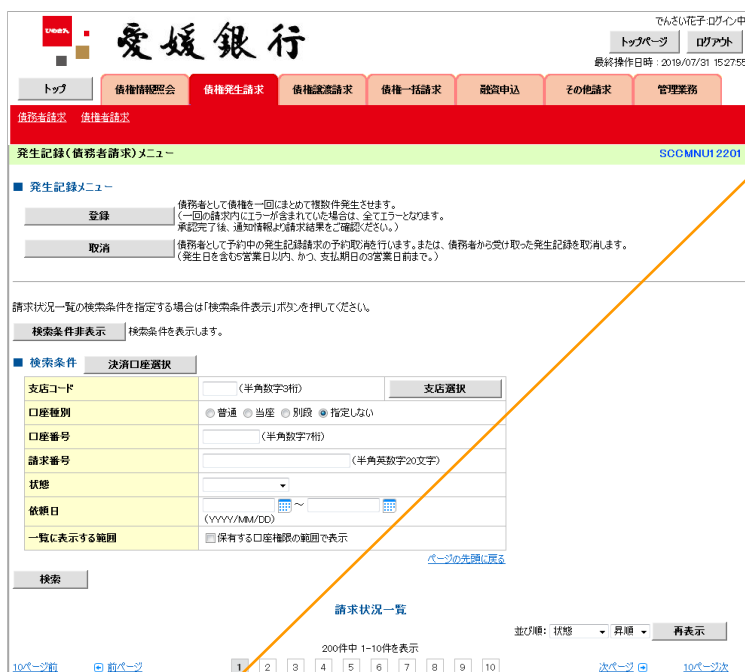 ひめぎん
愛媛銀行
でんさい花子:ログイン中
トップページ ログアウト
最終操作日時:2019/07/31 15:27:55
トップ 債権情報照会 債権発生請求 債権譲渡請求 債権一括請求 融資申込 その他請求 管理業務
債務者請求 債権者請求
発生記録(債務者請求)メニュー SCCMNU12201
■ 発生記録メニュー
登録 債務者として債権を一回にまとめて複数件発生させます。
(一回の請求内にエラーが含まれていた場合は、全てエラーとなります。
承認完了後、通知情報より請求結果をご確認ください。)
取消 債務者として予約中の発生記録請求の予約取消を行います。または、債務者から受け取った発生記録を取消します。
(発生日を含む5営業日以内、かつ、支払期日の3営業日前まで。)
請求状況一覧の検索条件を指定する場合は「検索条件表示」ボタンを押してください。
検索条件非表示 検索条件を表示します。
■ 検索条件 決済口座選択
支店コード (半角数字3桁) 支店選択
口座種別 普通 当座 別段 指定しない
口座番号 (半角数字7桁)
請求番号 (半角英数字20文字)
状態
依頼日 ~
(YYYY/MM/DD)
一覧に表示する範囲 保有する口座権限の範囲で表示
ページの先頭に戻る
検索
請求状況一覧
並び順: 状態 昇順 再表示
200件中 1-10件を表示
10ページ前 前ページ 1 2 3 4 5 6 7 8 9 10 次ページ 10ページ次